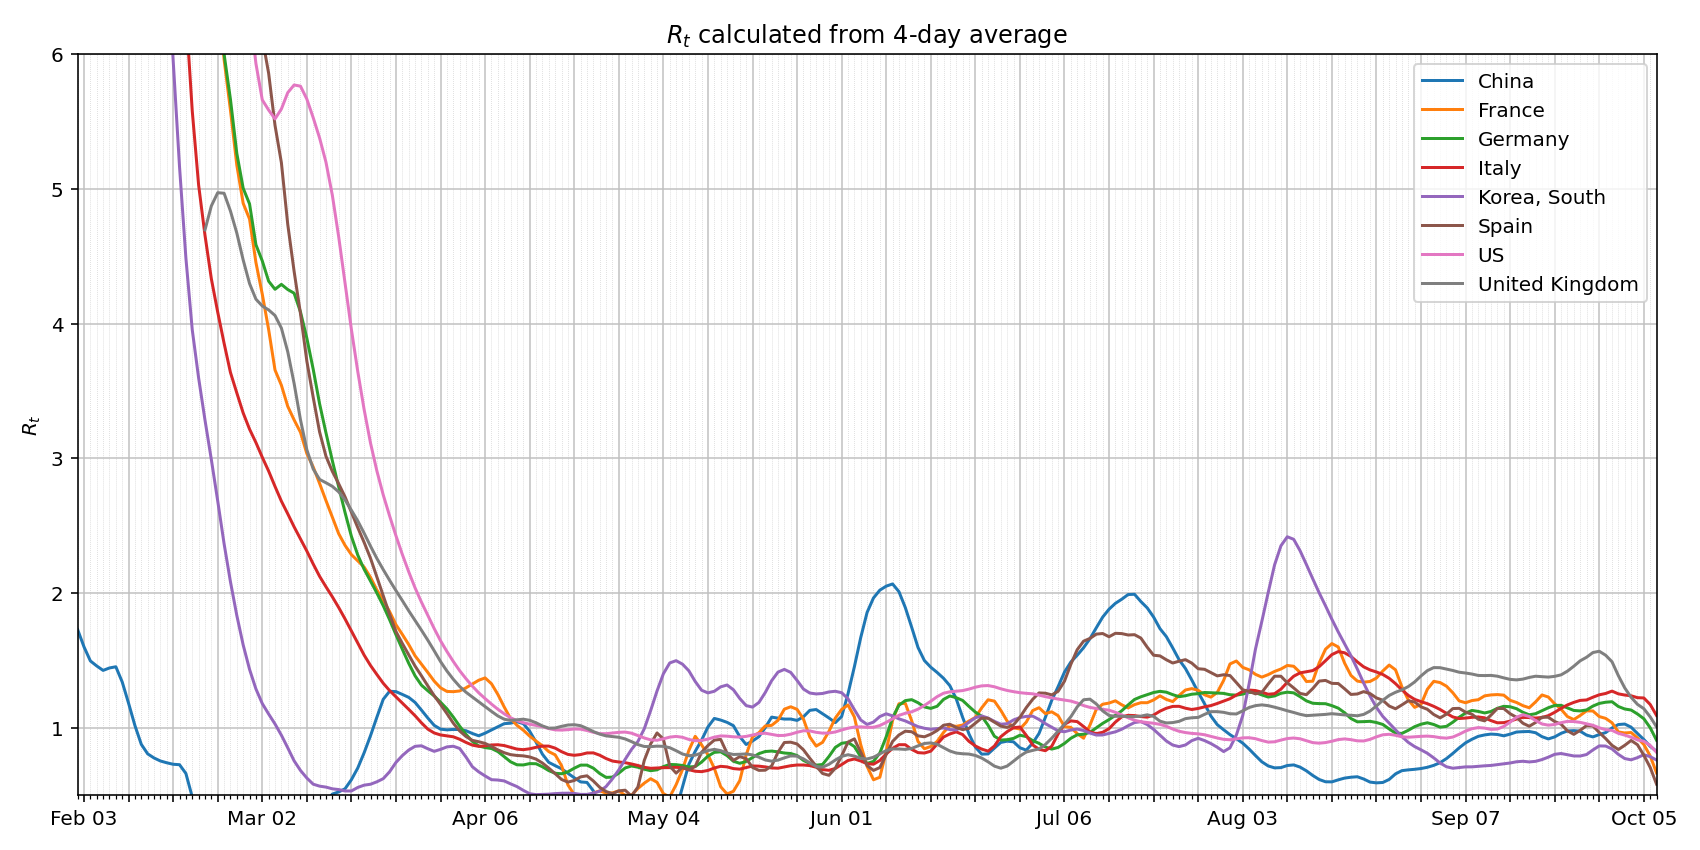 R_t calculated from 4-day average
6
5
4
3
2
1
R_t
China
France
Germany
Italy
Korea, South
Spain
US
United Kingdom
Feb 03 Mar 02 Apr 06 May 04 Jun 01 Jul 06 Aug 03 Sep 07 Oct 05